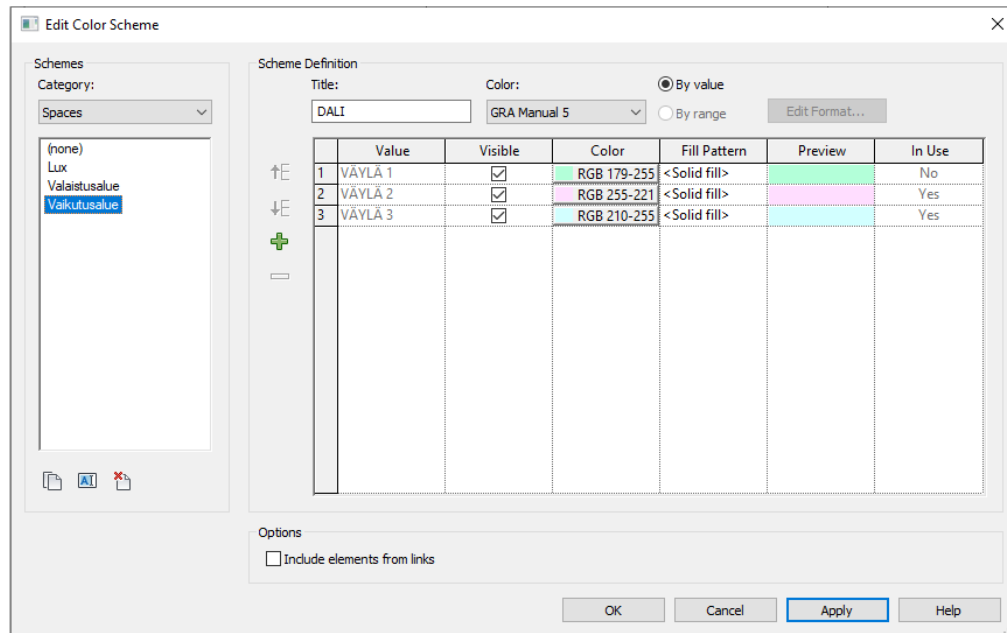 Edit Color Scheme
Schemes
Category:
Spaces
(none)
Lux
Valaistusalue
Vaikutusalue
Scheme Definition
Title:
Color:
By value
DALI
GRA Manual 5
By range
Edit Format...
Value Visible Color Fill Pattern Preview In Use
1 VÄYLÄ 1 RGB 179-255 <Solid fill> No
2 VÄYLÄ 2 RGB 255-221 <Solid fill> Yes
3 VÄYLÄ 3 RGB 210-255 <Solid fill> Yes
E
E
AI
Options
Include elements from links
OK Cancel Apply Help